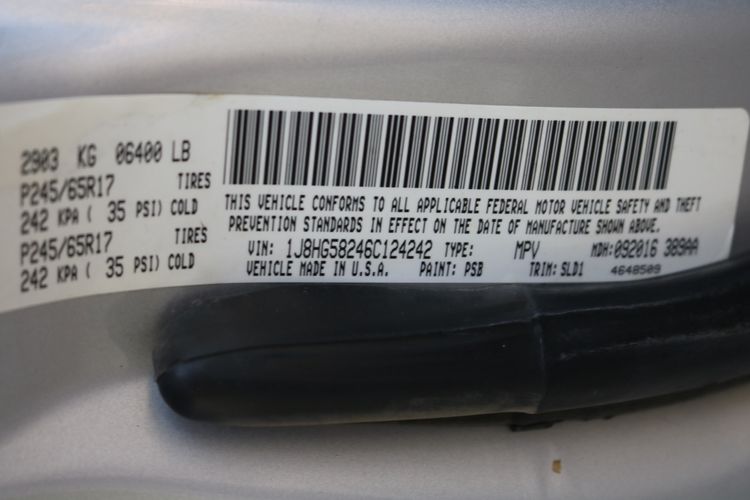 2903 KG 06400 LB
P245/65R17 TIRES
242 KPA ( 35 PSI) COLD
P245/65R17 TIRES
242 KPA ( 35 PSI) COLD
THIS VEHICLE CONFORMS TO ALL APPLICABLE FEDERAL MOTOR VEHICLE SAFETY AND THEFT
PREVENTION STANDARDS IN EFFECT ON THE DATE OF MANUFACTURE SHOWN ABOVE.
VIN: 1J8HG58246C124242 TYPE: MPV MDH:092016 389AA
VEHICLE MADE IN U.S.A. PAINT: PSB TRIM: SLD1 4648509